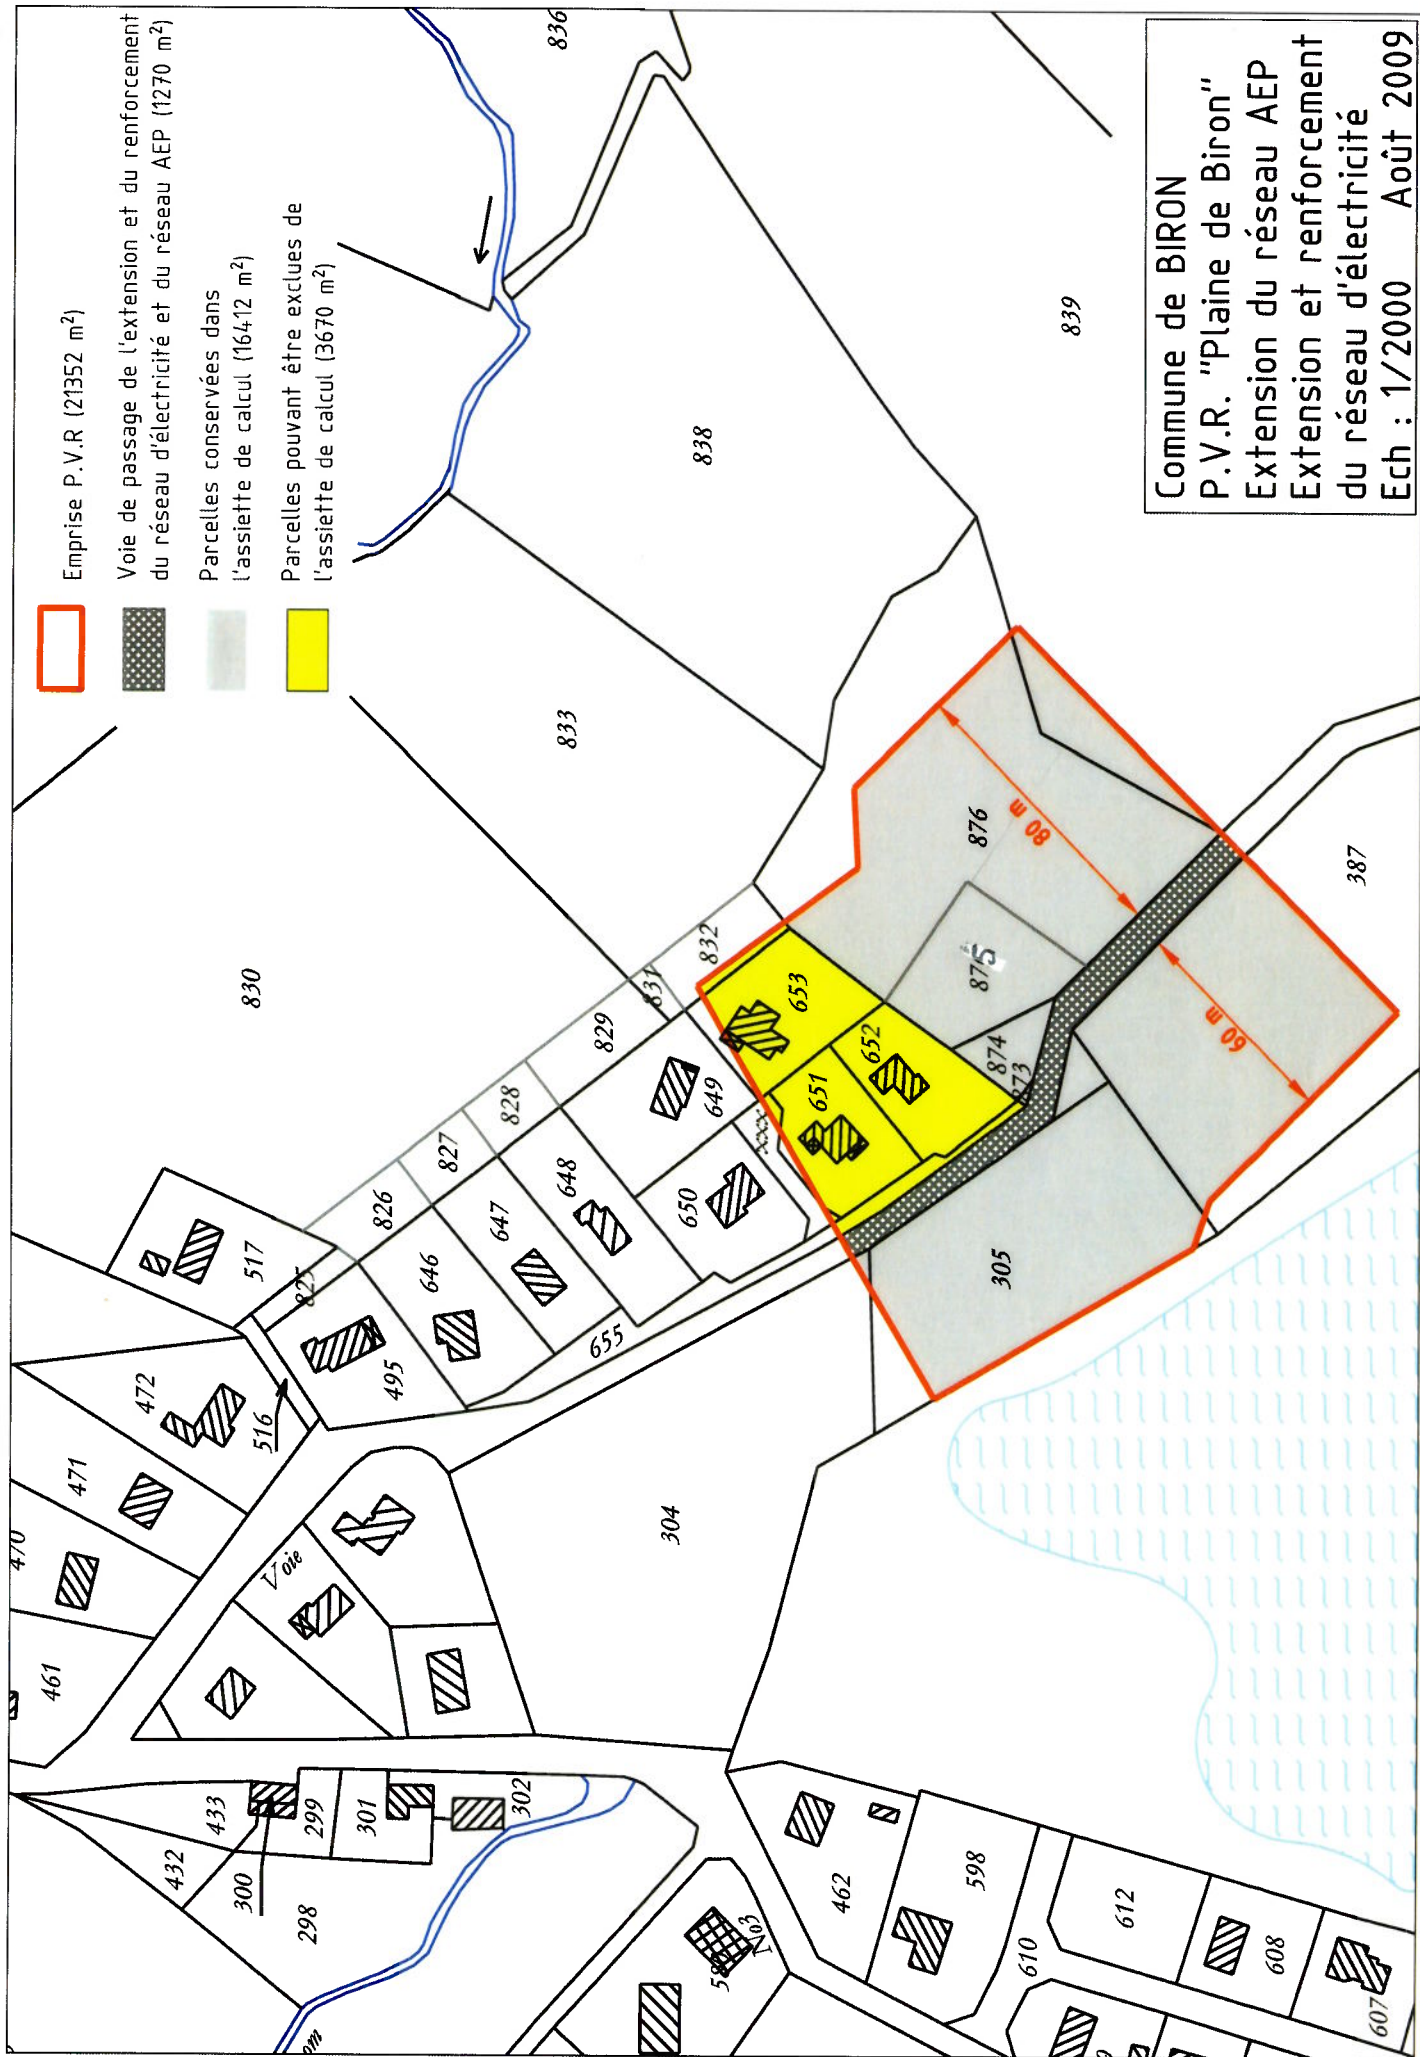 Emprise P.V.R (21352 m²)
Voie de passage de l'extension et du renforcement
du réseau d'électricité et du réseau AEP (1270 m²)
Parcelles conservées dans
l'assiette de calcul (16412 m²)
Parcelles pouvant être exclues de
l'assiette de calcul (3670 m²)
Commune de BIRON
P.V.R. "Plaine de Biron"
Extension du réseau AEP
Extension et renforcement
du réseau d'électricité
Ech : 1/2000 Août 2009
836
839
838
833
830
832
831
829
828
827
826
825
517
516
472
471
470
461
495
646
647
648
649
650
655
653
651
652
xxx
876
875
874
873
80 m
60 m
387
305
304
Voie
433
432
300
299
301
302
298
462
598
610
612
608
607
No3